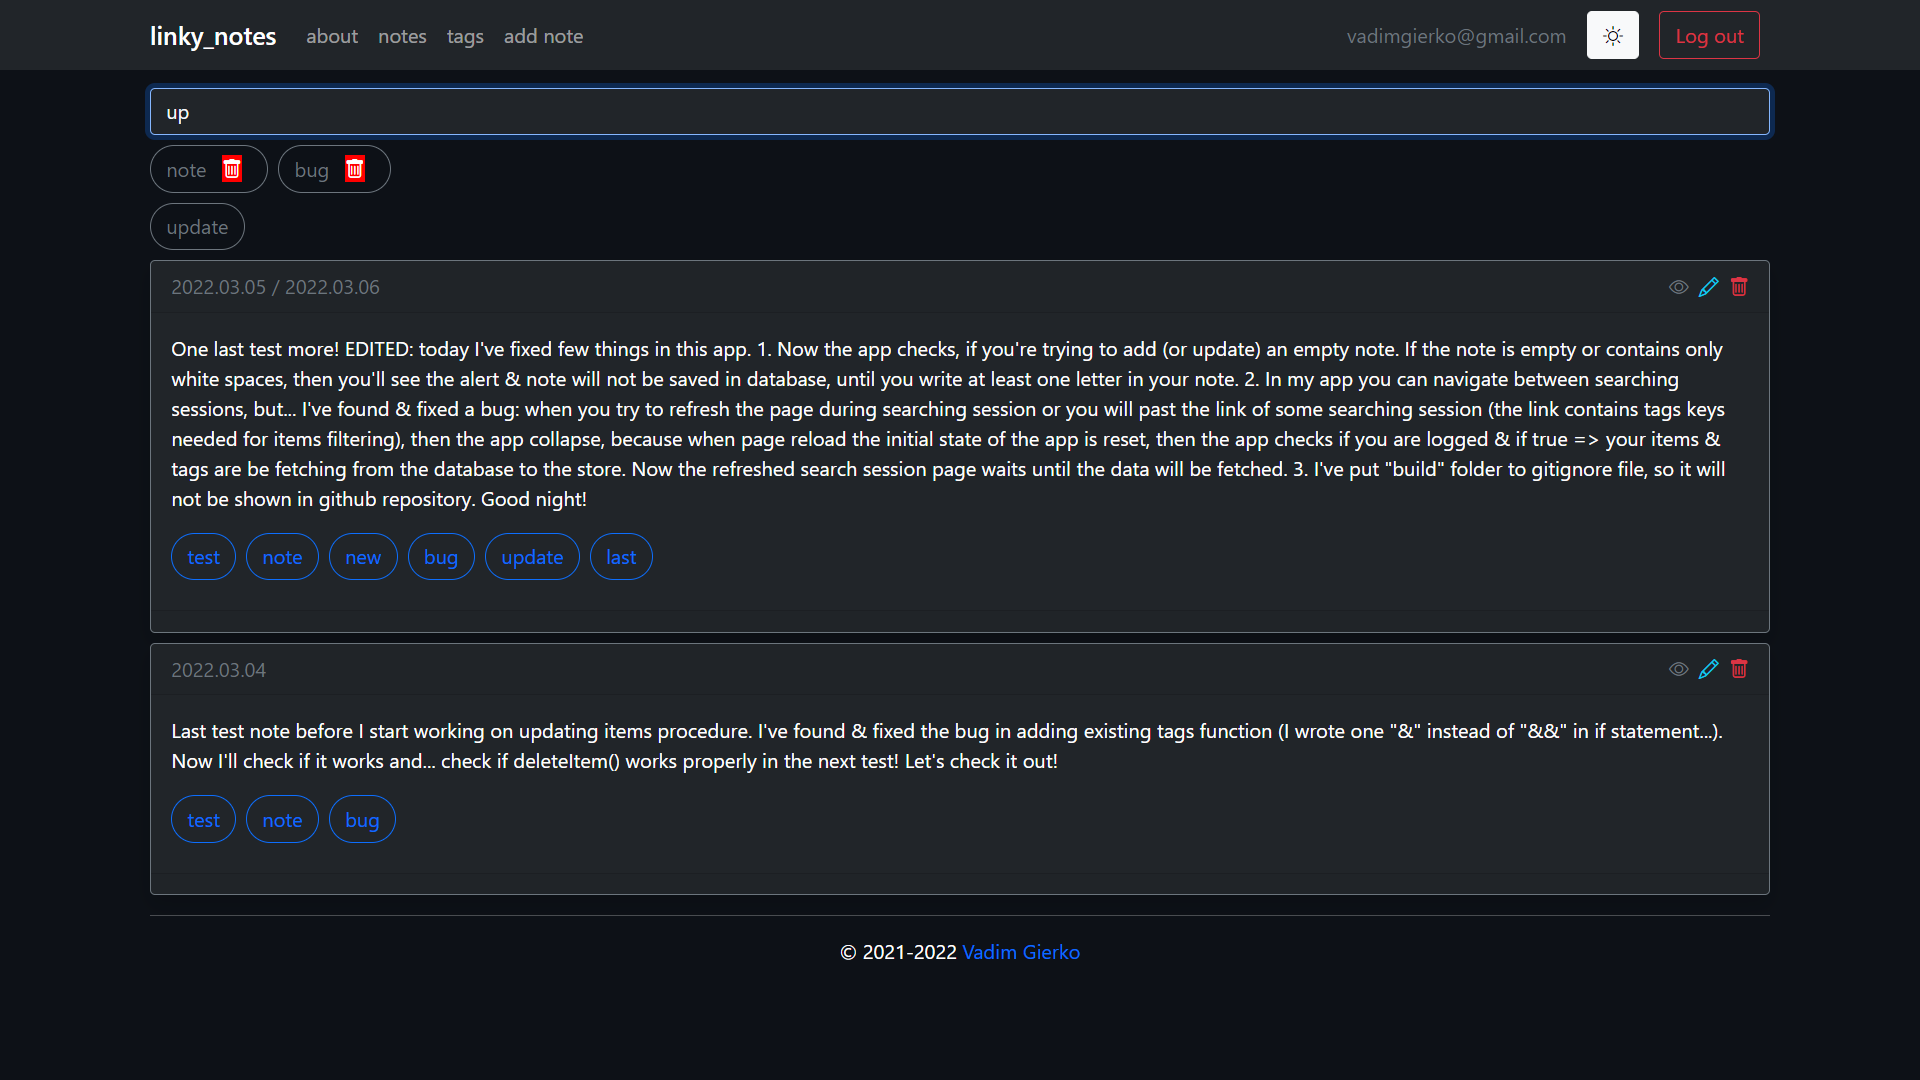 linky_notes about notes tags add note vadimgierko@gmail.com Log out
up
note bug
update
2022.03.05 / 2022.03.06
One last test more! EDITED: today I've fixed few things in this app. 1. Now the app checks, if you're trying to add (or update) an empty note. If the note is empty or contains only
white spaces, then you'll see the alert & note will not be saved in database, until you write at least one letter in your note. 2. In my app you can navigate between searching
sessions, but... I've found & fixed a bug: when you try to refresh the page during searching session or you will past the link of some searching session (the link contains tags keys
needed for items filtering), then the app collapse, because when page reload the initial state of the app is reset, then the app checks if you are logged & if true => your items &
tags are be fetching from the database to the store. Now the refreshed search session page waits until the data will be fetched. 3. I've put "build" folder to gitignore file, so it will
not be shown in github repository. Good night!
test note new bug update last
2022.03.04
Last test note before I start working on updating items procedure. I've found & fixed the bug in adding existing tags function (I wrote one "&" instead of "&&" in if statement...).
Now I'll check if it works and... check if deleteItem() works properly in the next test! Let's check it out!
test note bug
© 2021-2022 Vadim Gierko